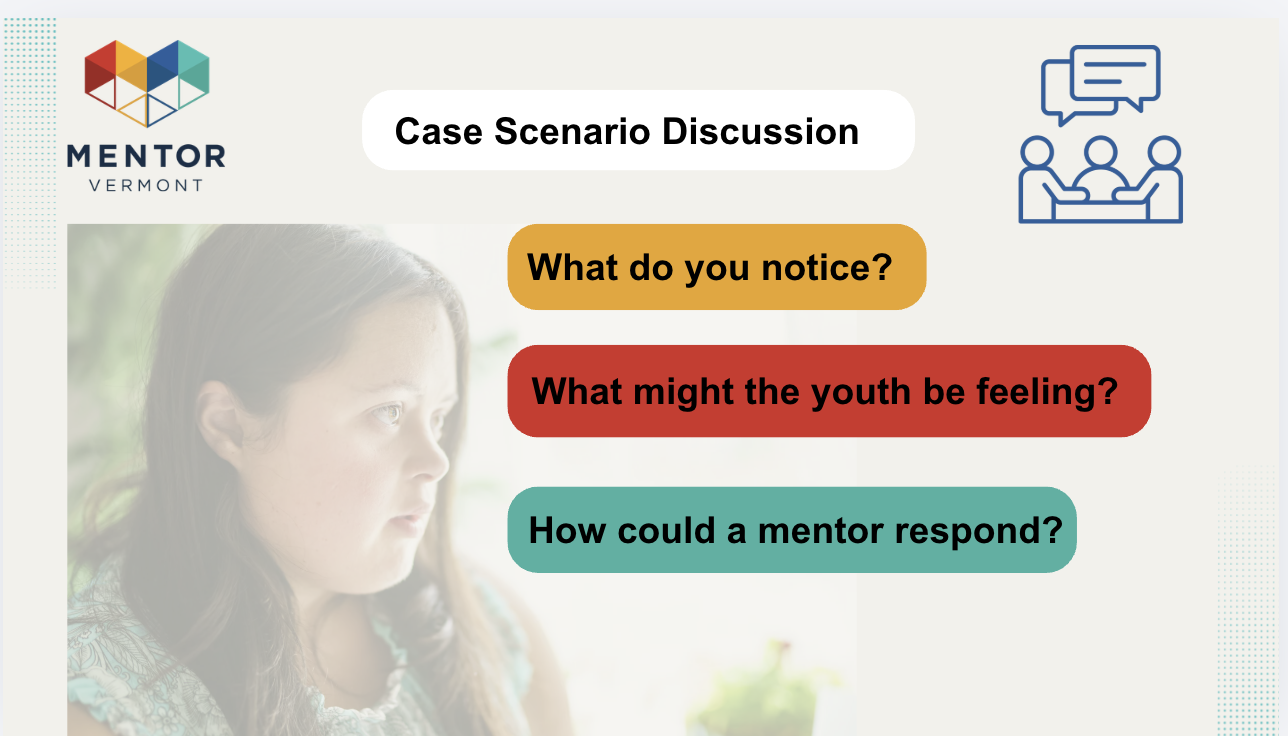 MENTOR
VERMONT
Case Scenario Discussion
What do you notice?
What might the youth be feeling?
How could a mentor respond?